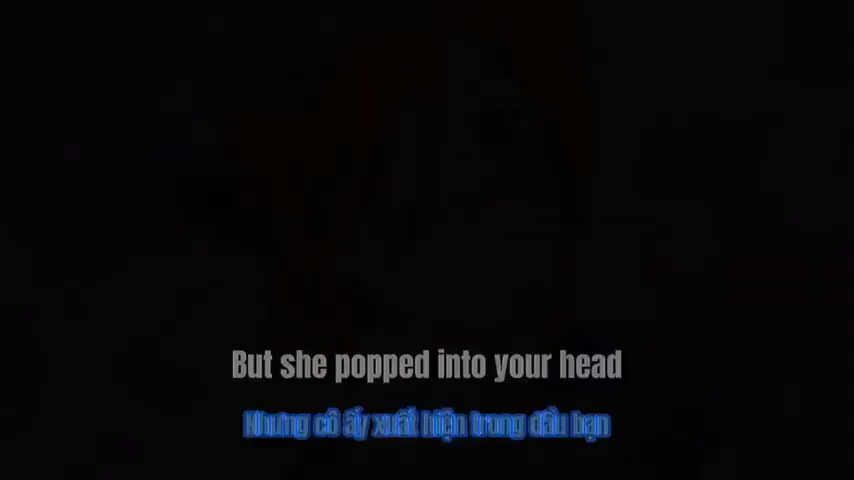 But she popped into your head
Nhưng cô ấy xuất hiện trong đầu bạn